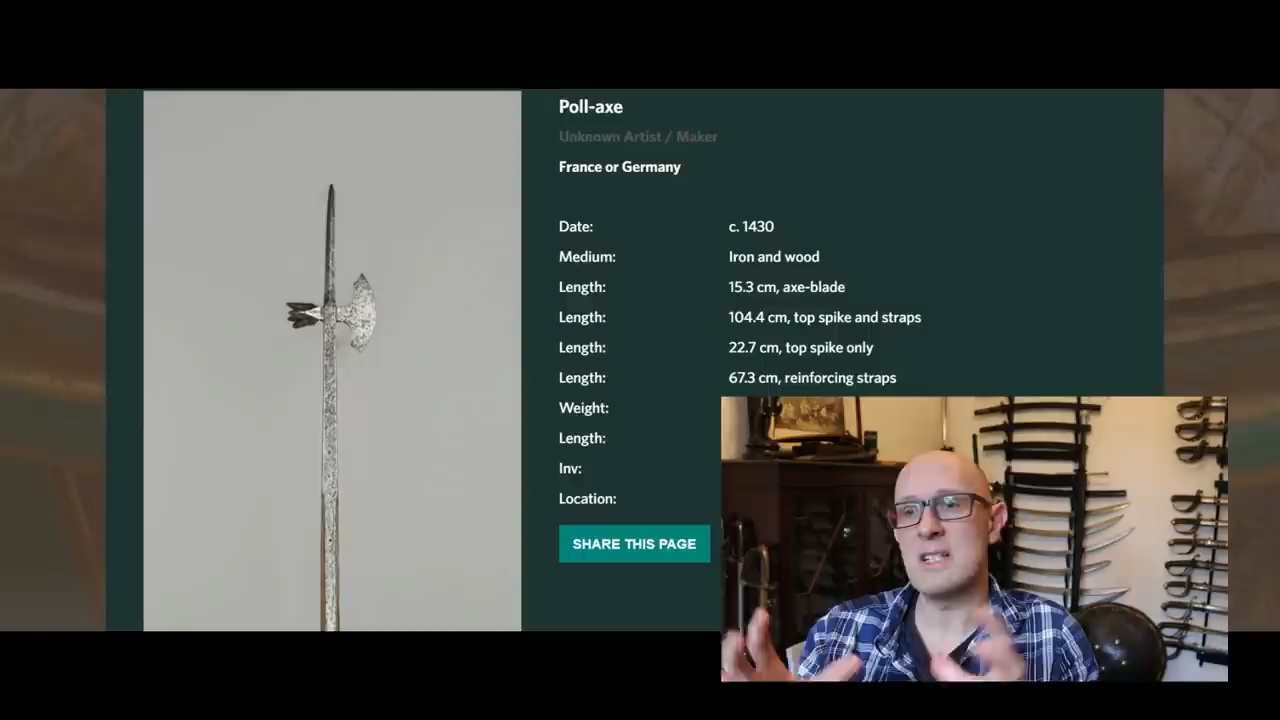 Poll-axe
Unknown Artist / Maker
France or Germany
Date: c. 1430
Medium: Iron and wood
Length: 15.3 cm, axe-blade
Length: 104.4 cm, top spike and straps
Length: 22.7 cm, top spike only
Length: 67.3 cm, reinforcing straps
Weight:
Length:
Inv:
Location:
SHARE THIS PAGE